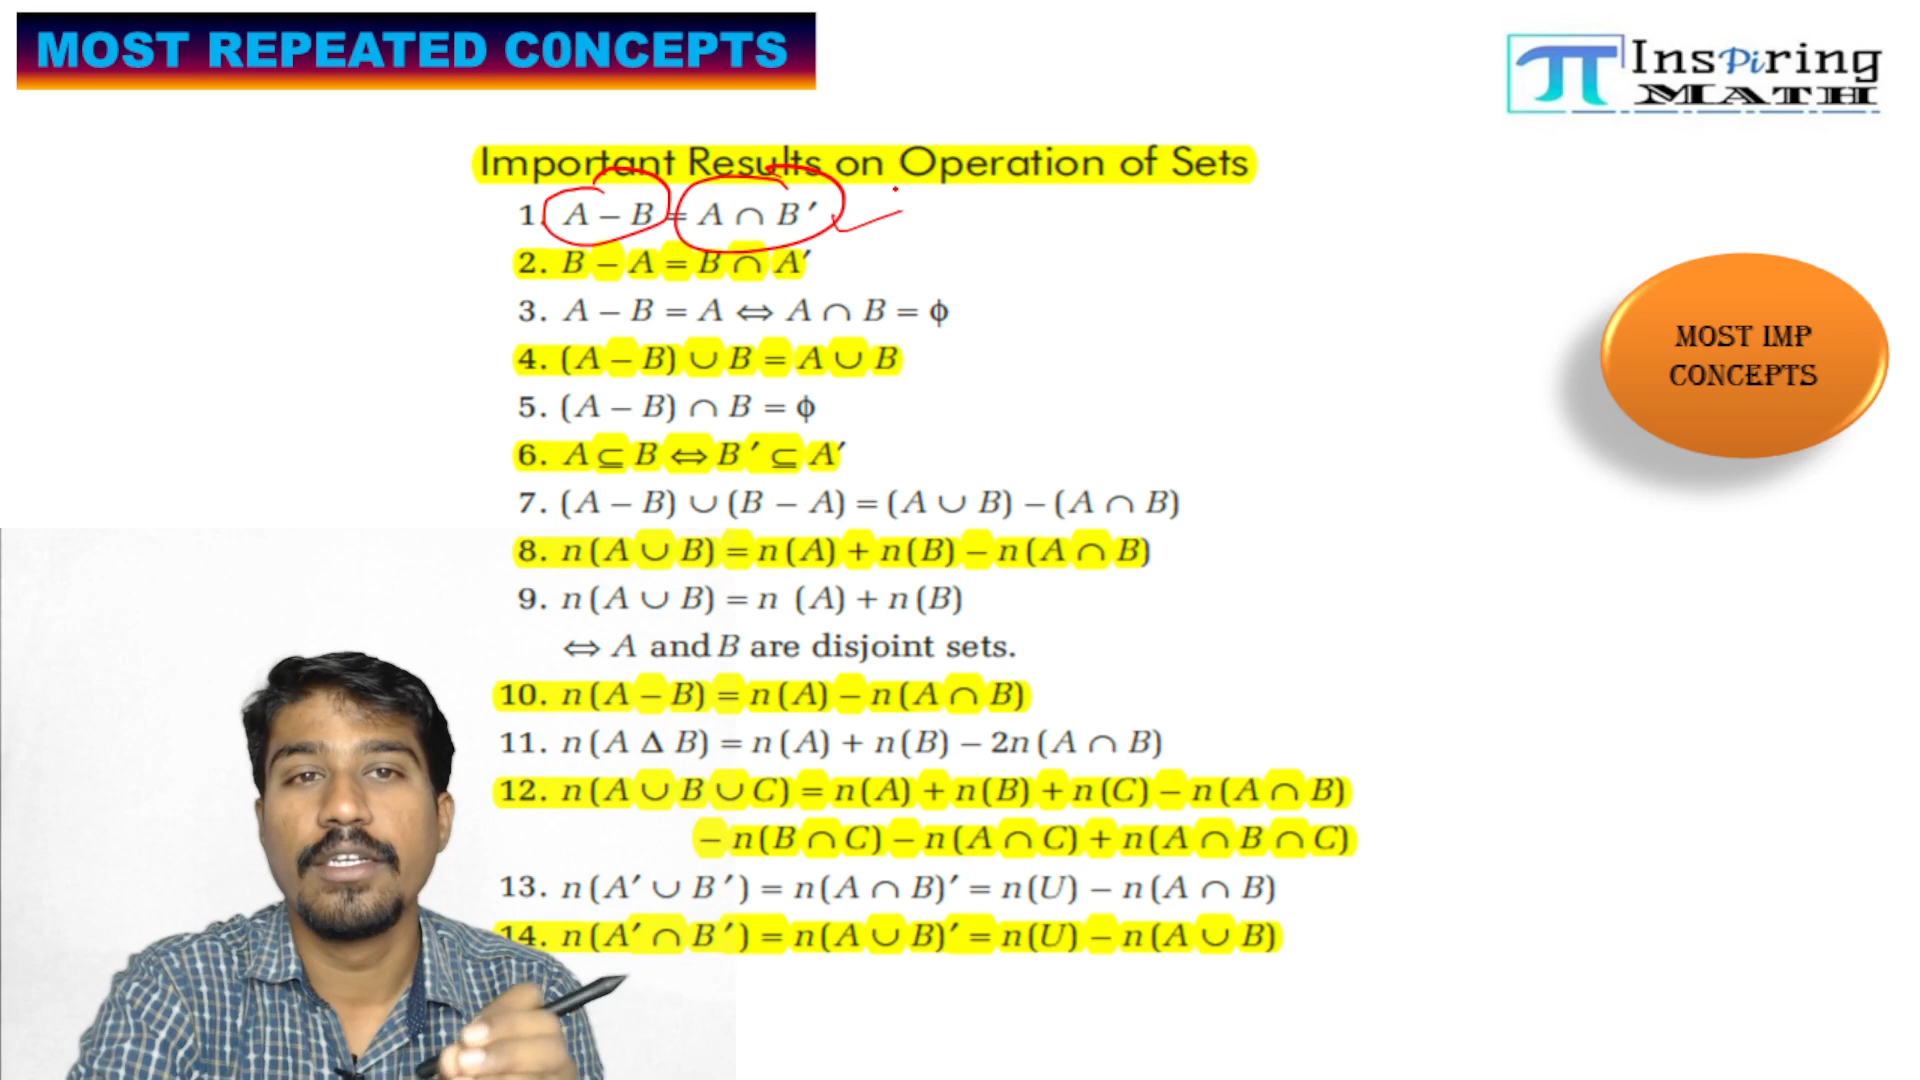 MOST REPEATED C0NCEPTS
InsPiring
MATH
Important Results on Operation of Sets
1. A − B = A ∩ B′
2. B − A = B ∩ A′
3. A − B = A ⇔ A ∩ B = ϕ
4. (A − B) ∪ B = A ∪ B
5. (A − B) ∩ B = ϕ
6. A ⊆ B ⇔ B′ ⊆ A′
7. (A − B) ∪ (B − A) = (A ∪ B) − (A ∩ B)
8. n(A ∪ B) = n(A) + n(B) − n(A ∩ B)
9. n(A ∪ B) = n (A) + n(B)
⇔ A and B are disjoint sets.
10. n(A − B) = n(A) − n(A ∩ B)
11. n(A Δ B) = n(A) + n(B) − 2n(A ∩ B)
12. n(A ∪ B ∪ C) = n(A) + n(B) + n(C) − n(A ∩ B)
− n(B ∩ C) − n(A ∩ C) + n(A ∩ B ∩ C)
13. n(A′ ∪ B′) = n(A ∩ B)′ = n(U) − n(A ∩ B)
14. n(A′ ∩ B′) = n(A ∪ B)′ = n(U) − n(A ∪ B)
MOST IMP
CONCEPTS